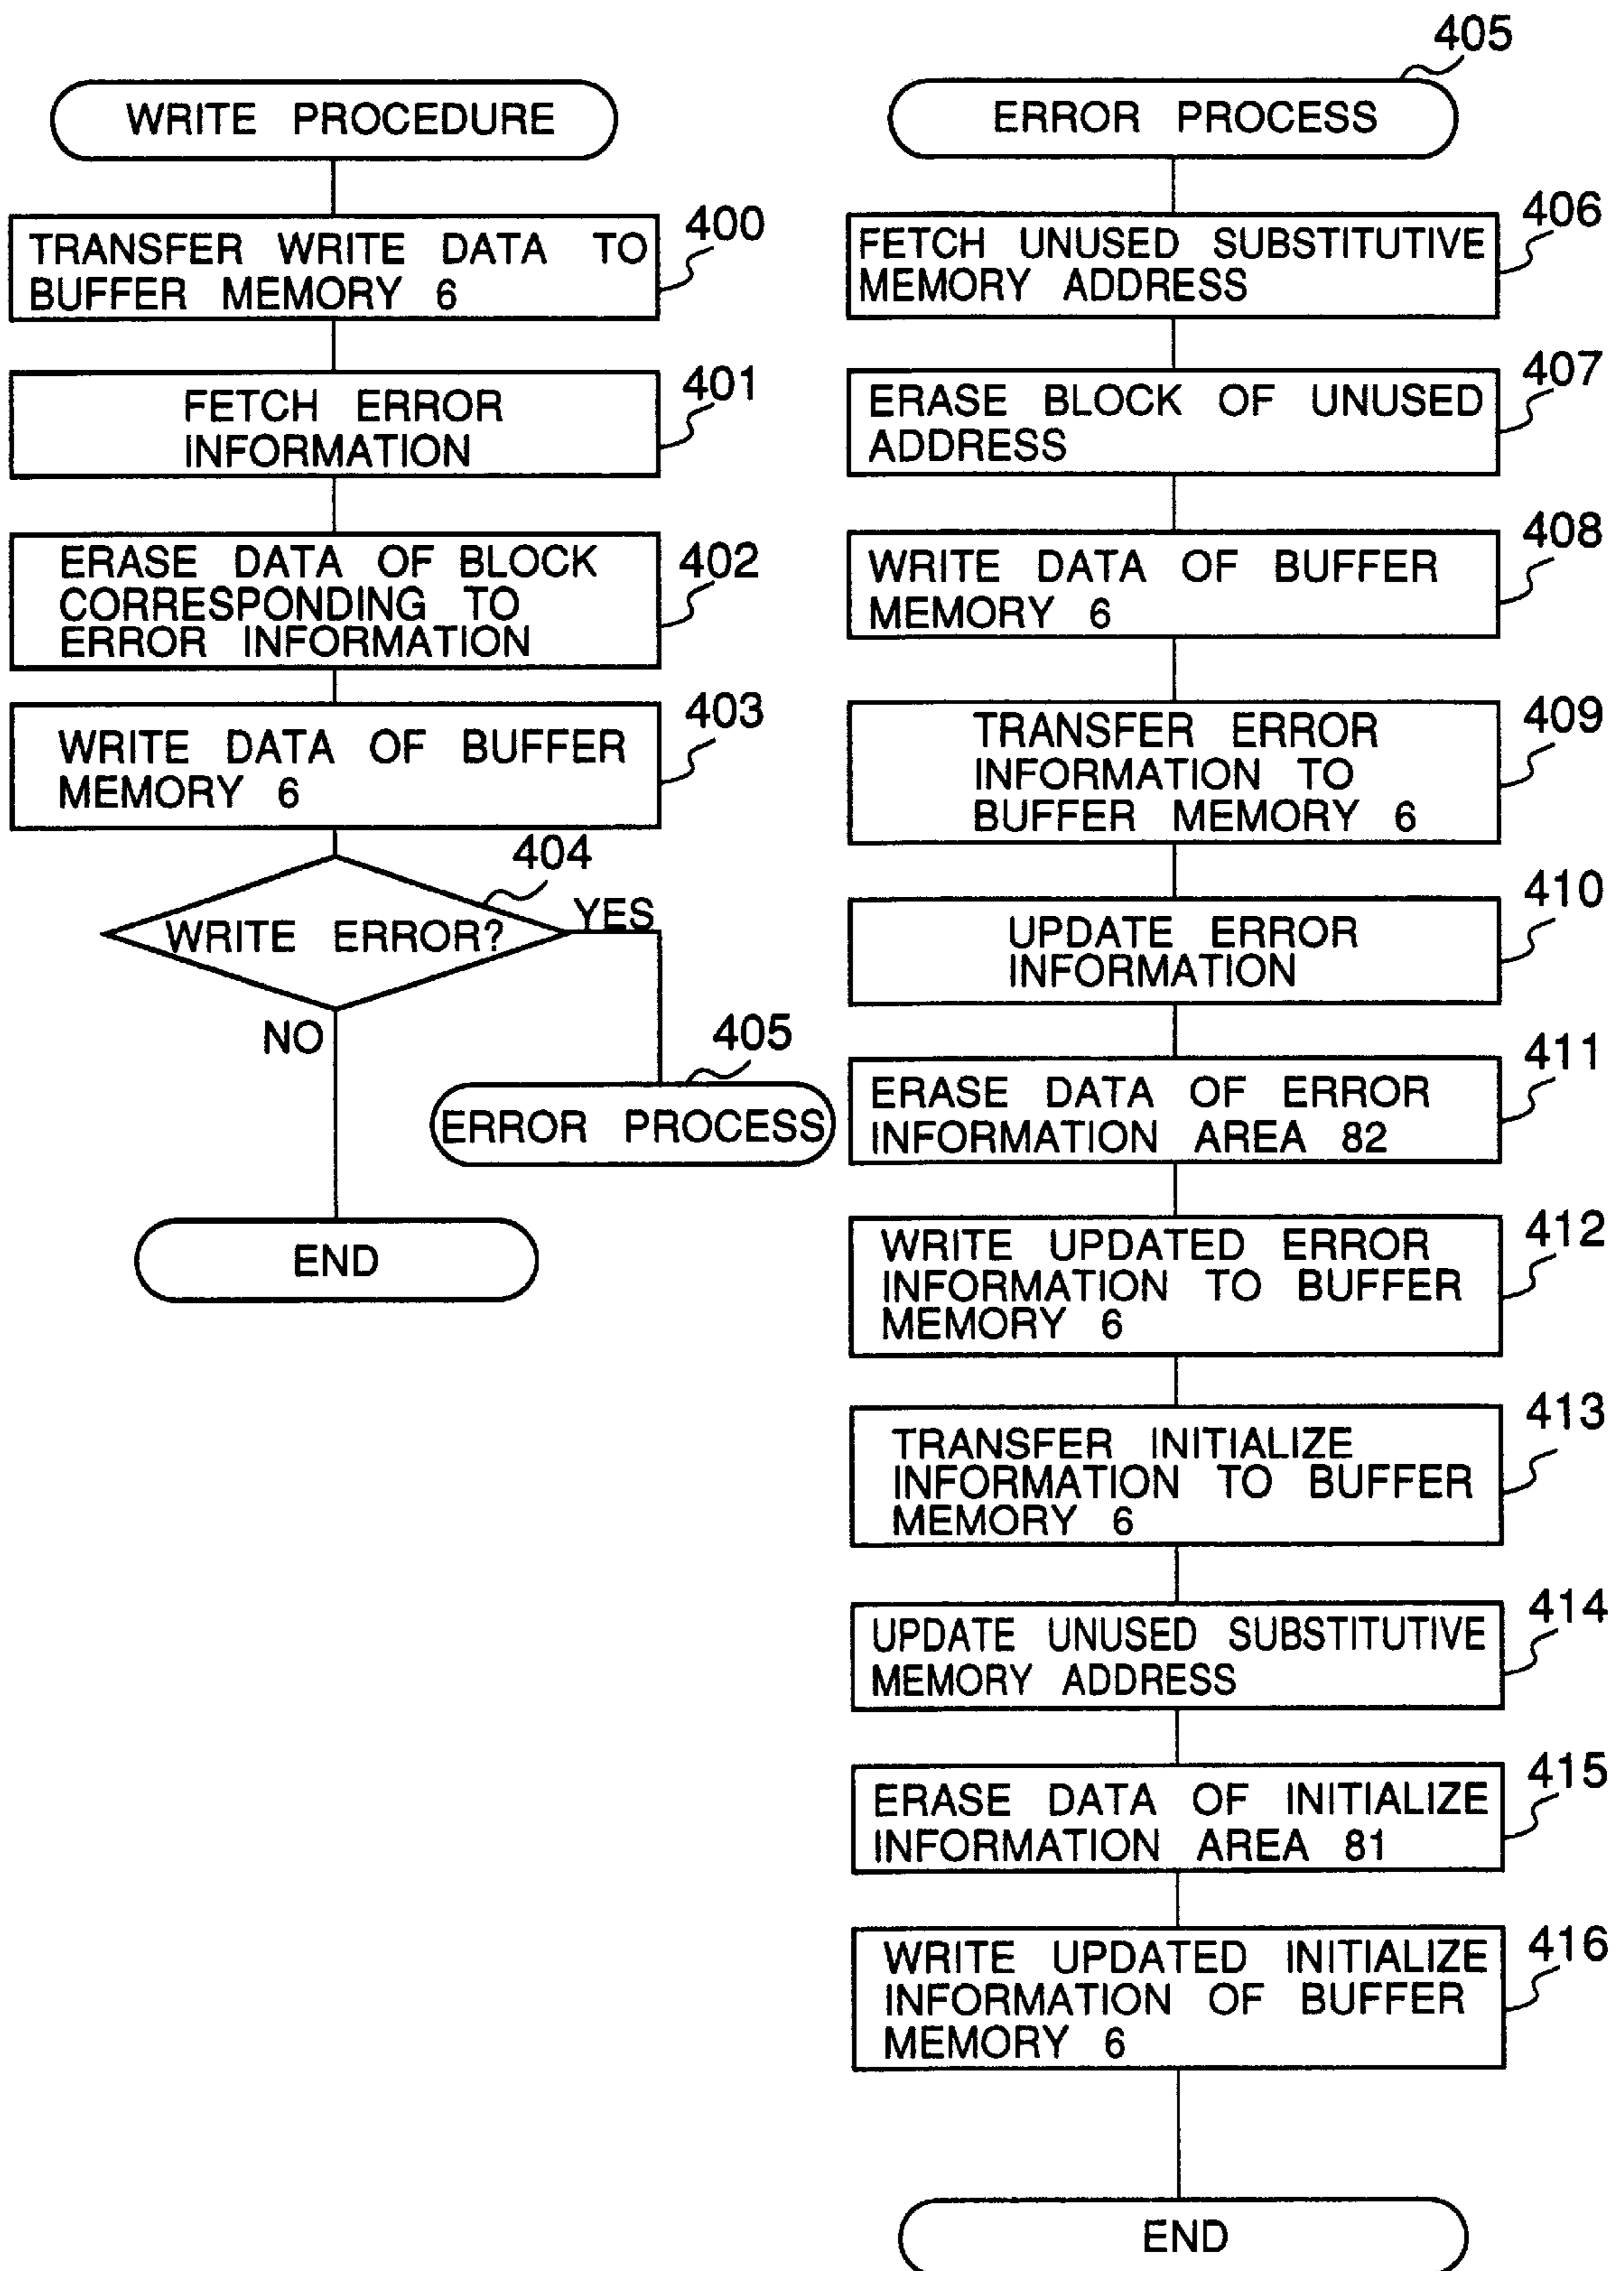 WRITE PROCEDURE
400
TRANSFER WRITE DATA TO
BUFFER MEMORY 6
401
FETCH ERROR
INFORMATION
402
ERASE DATA OF BLOCK
CORRESPONDING TO
ERROR INFORMATION
403
WRITE DATA OF BUFFER
MEMORY 6
404
WRITE ERROR?
YES
NO
405
ERROR PROCESS
END
405
ERROR PROCESS
406
FETCH UNUSED SUBSTITUTIVE
MEMORY ADDRESS
407
ERASE BLOCK OF UNUSED
ADDRESS
408
WRITE DATA OF BUFFER
MEMORY 6
409
TRANSFER ERROR
INFORMATION TO
BUFFER MEMORY 6
410
UPDATE ERROR
INFORMATION
411
ERASE DATA OF ERROR
INFORMATION AREA 82
412
WRITE UPDATED ERROR
INFORMATION TO BUFFER
MEMORY 6
413
TRANSFER INITIALIZE
INFORMATION TO BUFFER
MEMORY 6
414
UPDATE UNUSED SUBSTITUTIVE
MEMORY ADDRESS
415
ERASE DATA OF INITIALIZE
INFORMATION AREA 81
416
WRITE UPDATED INITIALIZE
INFORMATION OF BUFFER
MEMORY 6
END